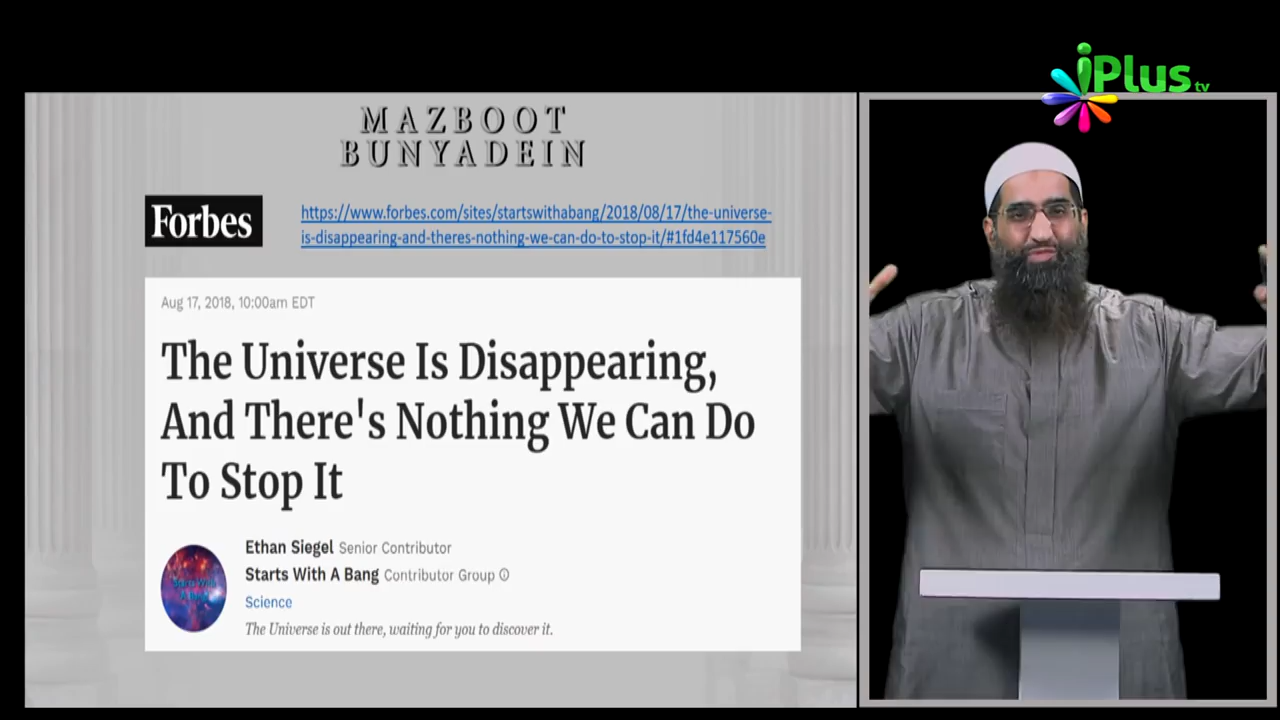 iPlus tv
MAZBOOT
BUNYADEIN
Forbes
https://www.forbes.com/sites/startswithabang/2018/08/17/the-universe-
is-disappearing-and-theres-nothing-we-can-do-to-stop-it/#1fd4e117560e
Aug 17, 2018, 10:00am EDT
The Universe Is Disappearing,
And There's Nothing We Can Do
To Stop It
Ethan Siegel Senior Contributor
Starts With A Bang Contributor Group
Science
The Universe is out there, waiting for you to discover it.
Starts With
A Bang